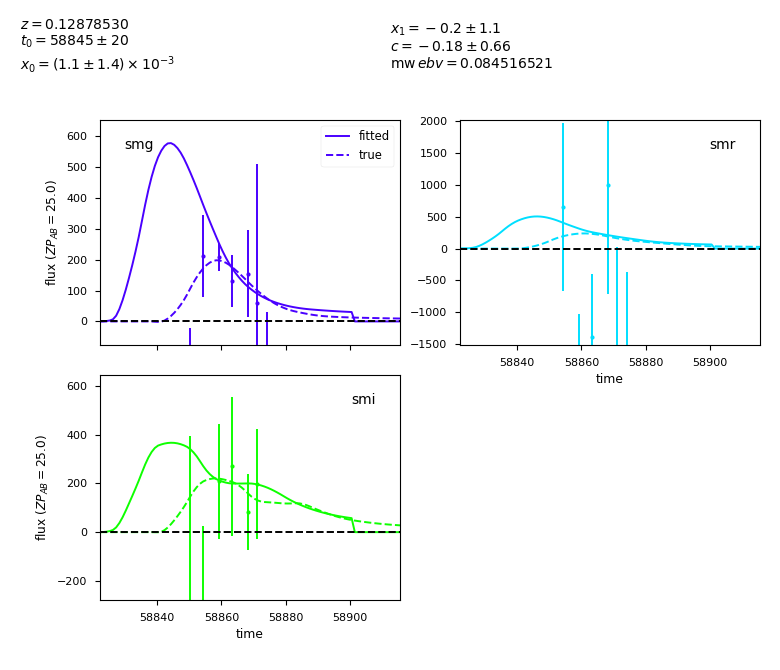 z = 0.12878530
t₀ = 58845 ± 20
x₀ = (1.1 ± 1.4) × 10⁻³
x₁ = −0.2 ± 1.1
c = −0.18 ± 0.66
mw ebv = 0.084516521
smg
fitted
true
600
500
400
300
200
100
0
flux (ZP_AB = 25.0)
smr
2000
1500
1000
500
0
−500
−1000
−1500
58840 58860 58880 58900
time
smi
600
400
200
0
−200
flux (ZP_AB = 25.0)
58840 58860 58880 58900
time